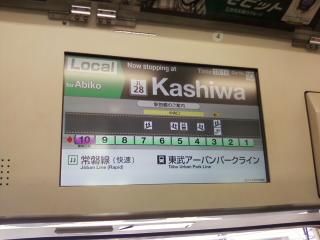 Local
Now stopping at
for Abiko
JJ
28
Kashiwa
4
10 9 8 7 6 5 4 3 2 1
JJ 常磐線（快速）
Joban Line (Rapid)
東武アーバンパークライン
Tobu Urban Park Line